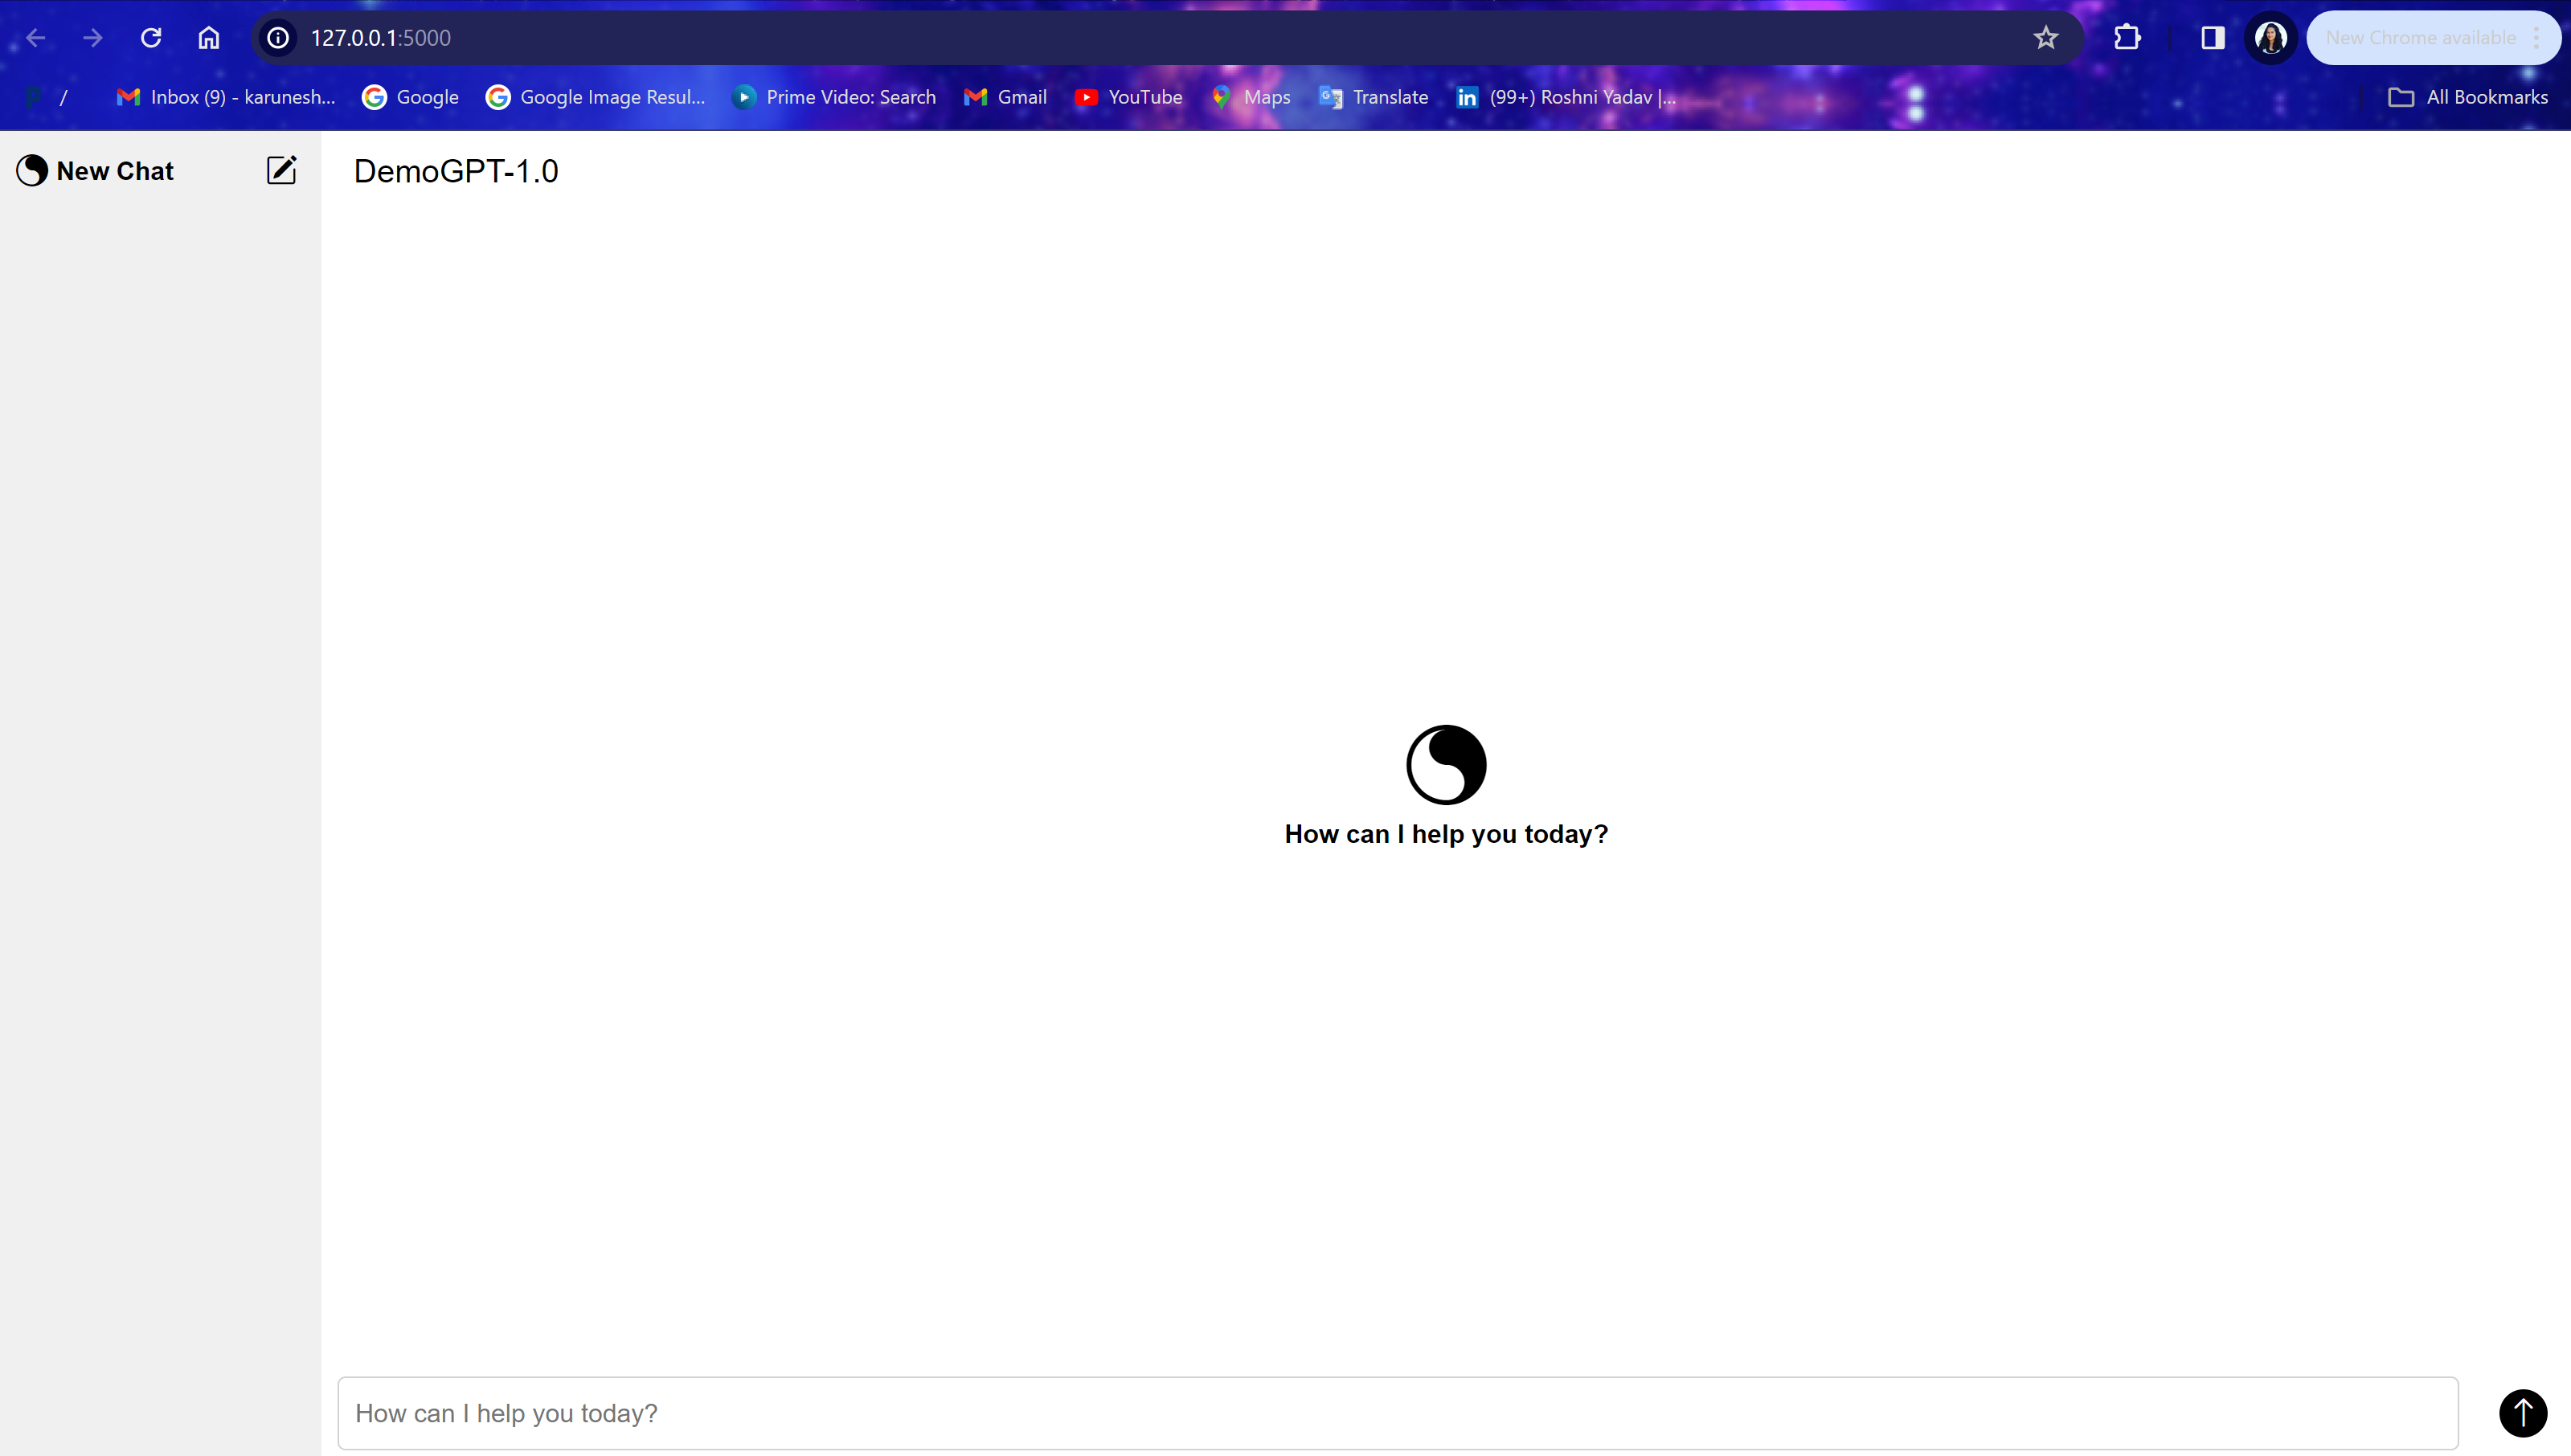 127.0.0.1:5000
New Chrome available
/
Inbox (9) - karunesh...
Google
Google Image Resul...
Prime Video: Search
Gmail
YouTube
Maps
Translate
(99+) Roshni Yadav |...
All Bookmarks
New Chat
DemoGPT-1.0
How can I help you today?
How can I help you today?